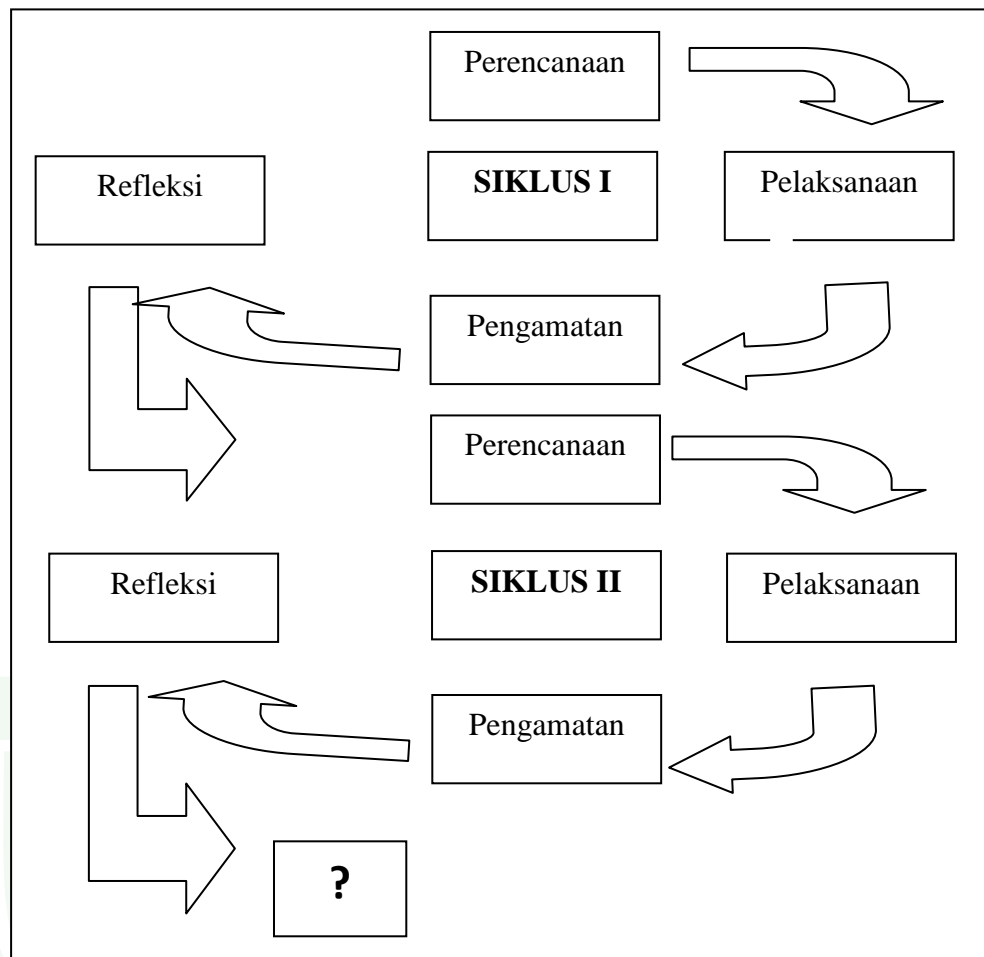 Perencanaan
Refleksi
SIKLUS I
Pelaksanaan
Pengamatan
Perencanaan
Refleksi
SIKLUS II
Pelaksanaan
Pengamatan
?